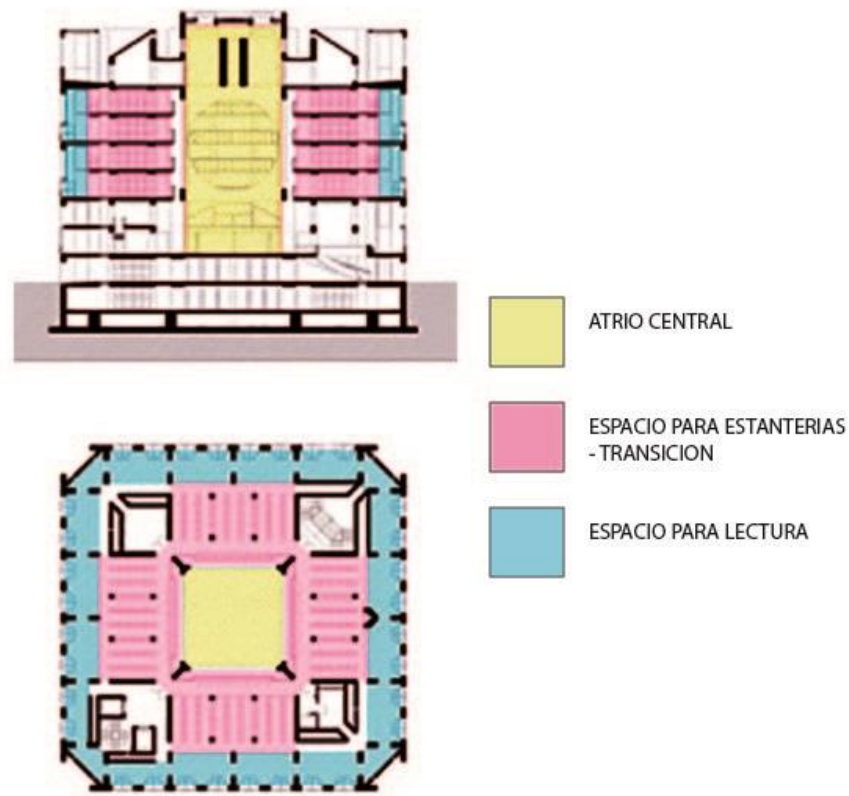 ATRIO CENTRAL
ESPACIO PARA ESTANTERIAS
- TRANSICION
ESPACIO PARA LECTURA